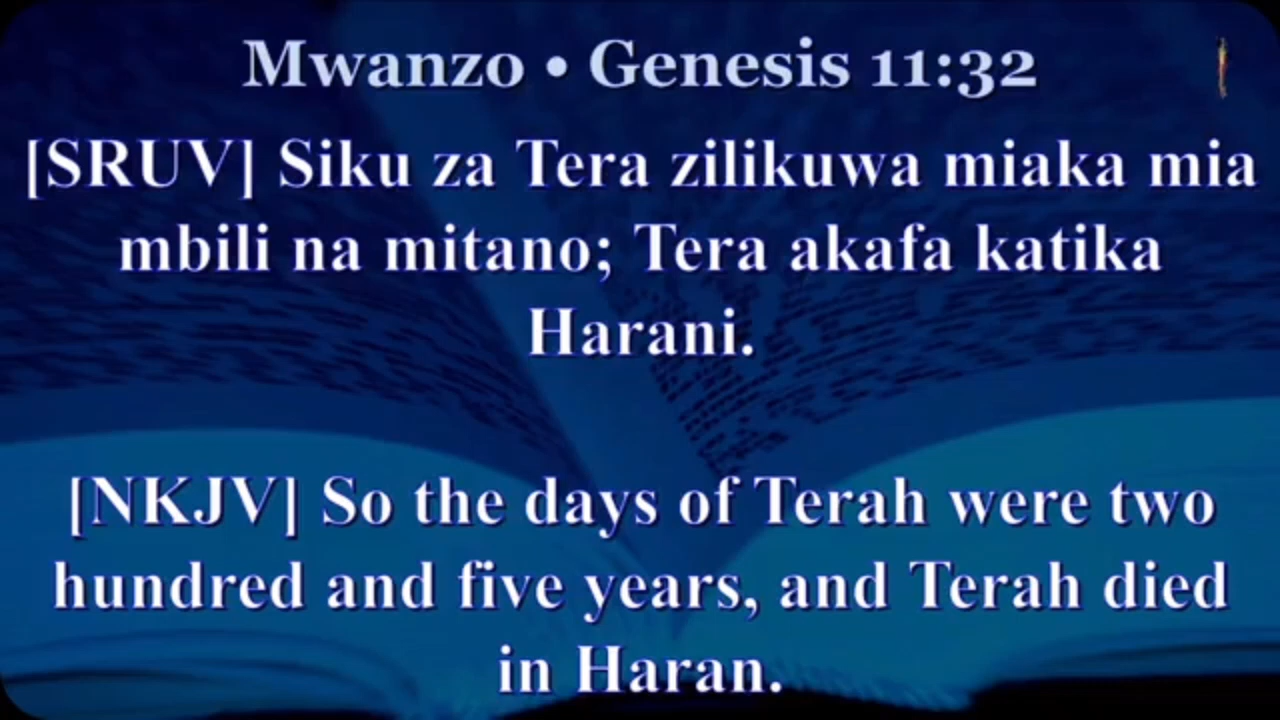 Mwanzo • Genesis 11:32
[SRUV] Siku za Tera zilikuwa miaka mia
mbili na mitano; Tera akafa katika
Harani.
[NKJV] So the days of Terah were two
hundred and five years, and Terah died
in Haran.